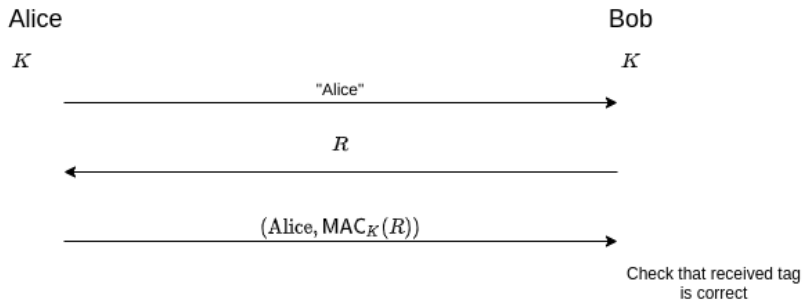 Alice Bob
K K
"Alice"
R
(Alice, MAC_K(R))
Check that received tag
is correct